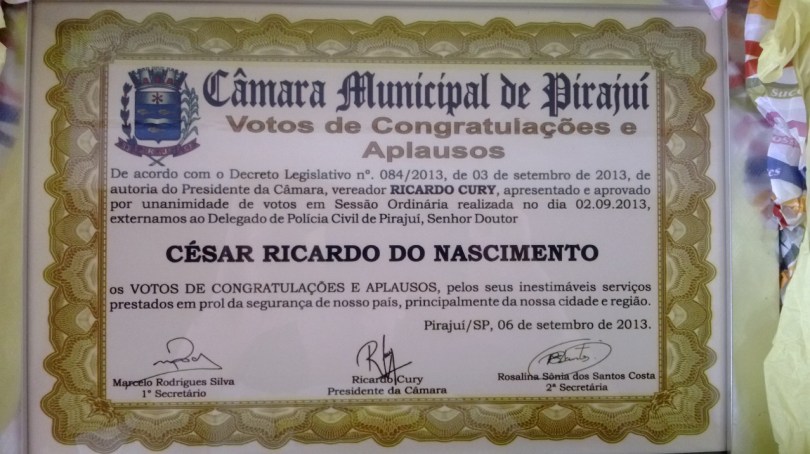 Câmara Municipal de Pirajuí
Votos de Congratulações e
Aplausos
De acordo com o Decreto Legislativo nº. 084/2013, de 03 de setembro de 2013, de
autoria do Presidente da Câmara, vereador RICARDO CURY, apresentado e aprovado
por unanimidade de votos em Sessão Ordinária realizada no dia 02.09.2013,
externamos ao Delegado de Polícia Civil de Pirajuí, Senhor Doutor
CÉSAR RICARDO DO NASCIMENTO
os VOTOS DE CONGRATULAÇÕES E APLAUSOS, pelos seus inestimáveis serviços
prestados em prol da segurança de nosso país, principalmente da nossa cidade e região.
Pirajuí/SP, 06 de setembro de 2013.
Marcelo Rodrigues Silva
1° Secretário
Ricardo Cury
Presidente da Câmara
Rosalina Sônia dos Santos Costa
2ª Secretária